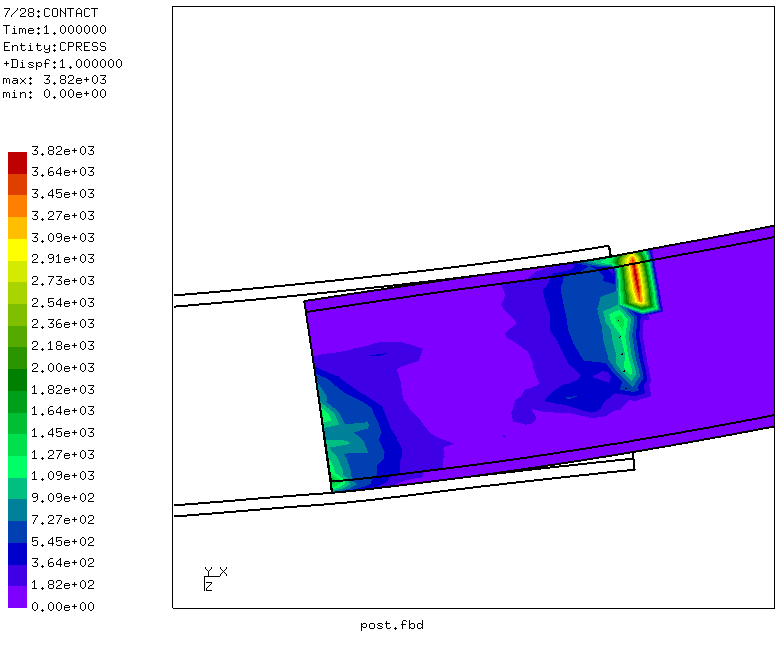 7/28:CONTACT
Time:1.000000
Entity:CPRESS
+Dispf:1.000000
max: 3.82e+03
min: 0.00e+00
3.82e+03
3.64e+03
3.45e+03
3.27e+03
3.09e+03
2.91e+03
2.73e+03
2.54e+03
2.36e+03
2.18e+03
2.00e+03
1.82e+03
1.64e+03
1.45e+03
1.27e+03
1.09e+03
9.09e+02
7.27e+02
5.45e+02
3.64e+02
1.82e+02
0.00e+00
Y X
Z
post.fbd